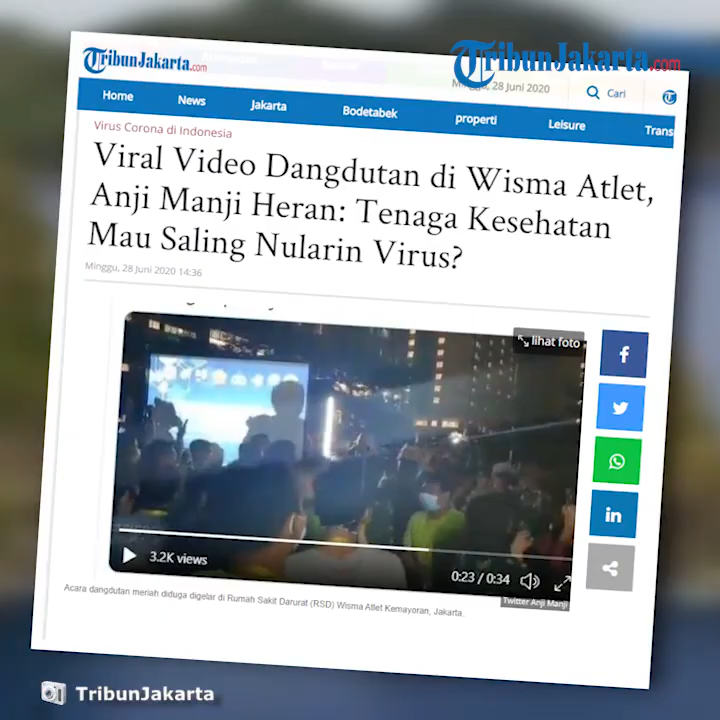 TribunJakarta.com
TribunJakarta.com
Minggu, 28 Juni 2020
Cari
Home News Jakarta Bodetabek properti Leisure Trans
Virus Corona di Indonesia
Viral Video Dangdutan di Wisma Atlet,
Anji Manji Heran: Tenaga Kesehatan
Mau Saling Nularin Virus?
Minggu, 28 Juni 2020 14:36
lihat foto
3.2K views
0:23 / 0:34
Twitter Anji Manji
Acara dangdutan meriah diduga digelar di Rumah Sakit Darurat (RSD) Wisma Atlet Kemayoran, Jakarta.
TribunJakarta